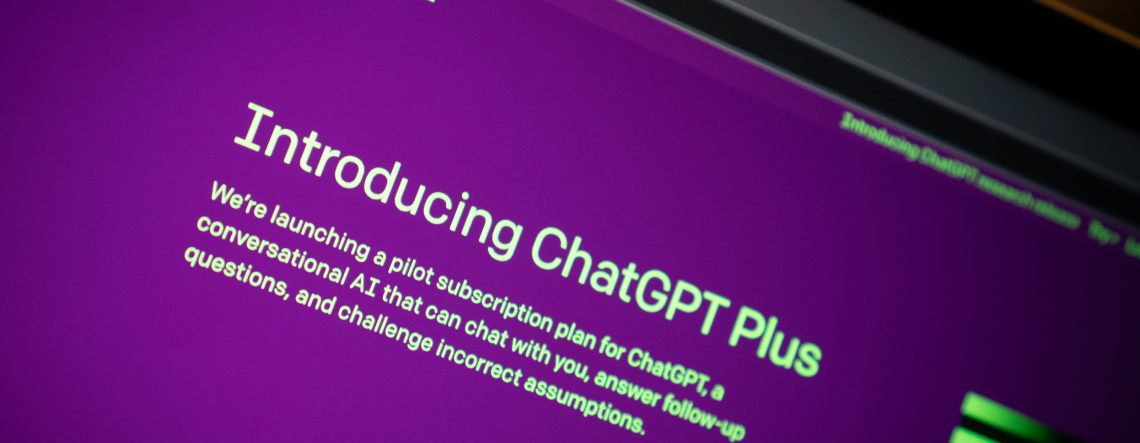 Introducing ChatGPT research release
Introducing ChatGPT Plus
We're launching a pilot subscription plan for ChatGPT, a
conversational AI that can chat with you, answer follow-up
questions, and challenge incorrect assumptions.